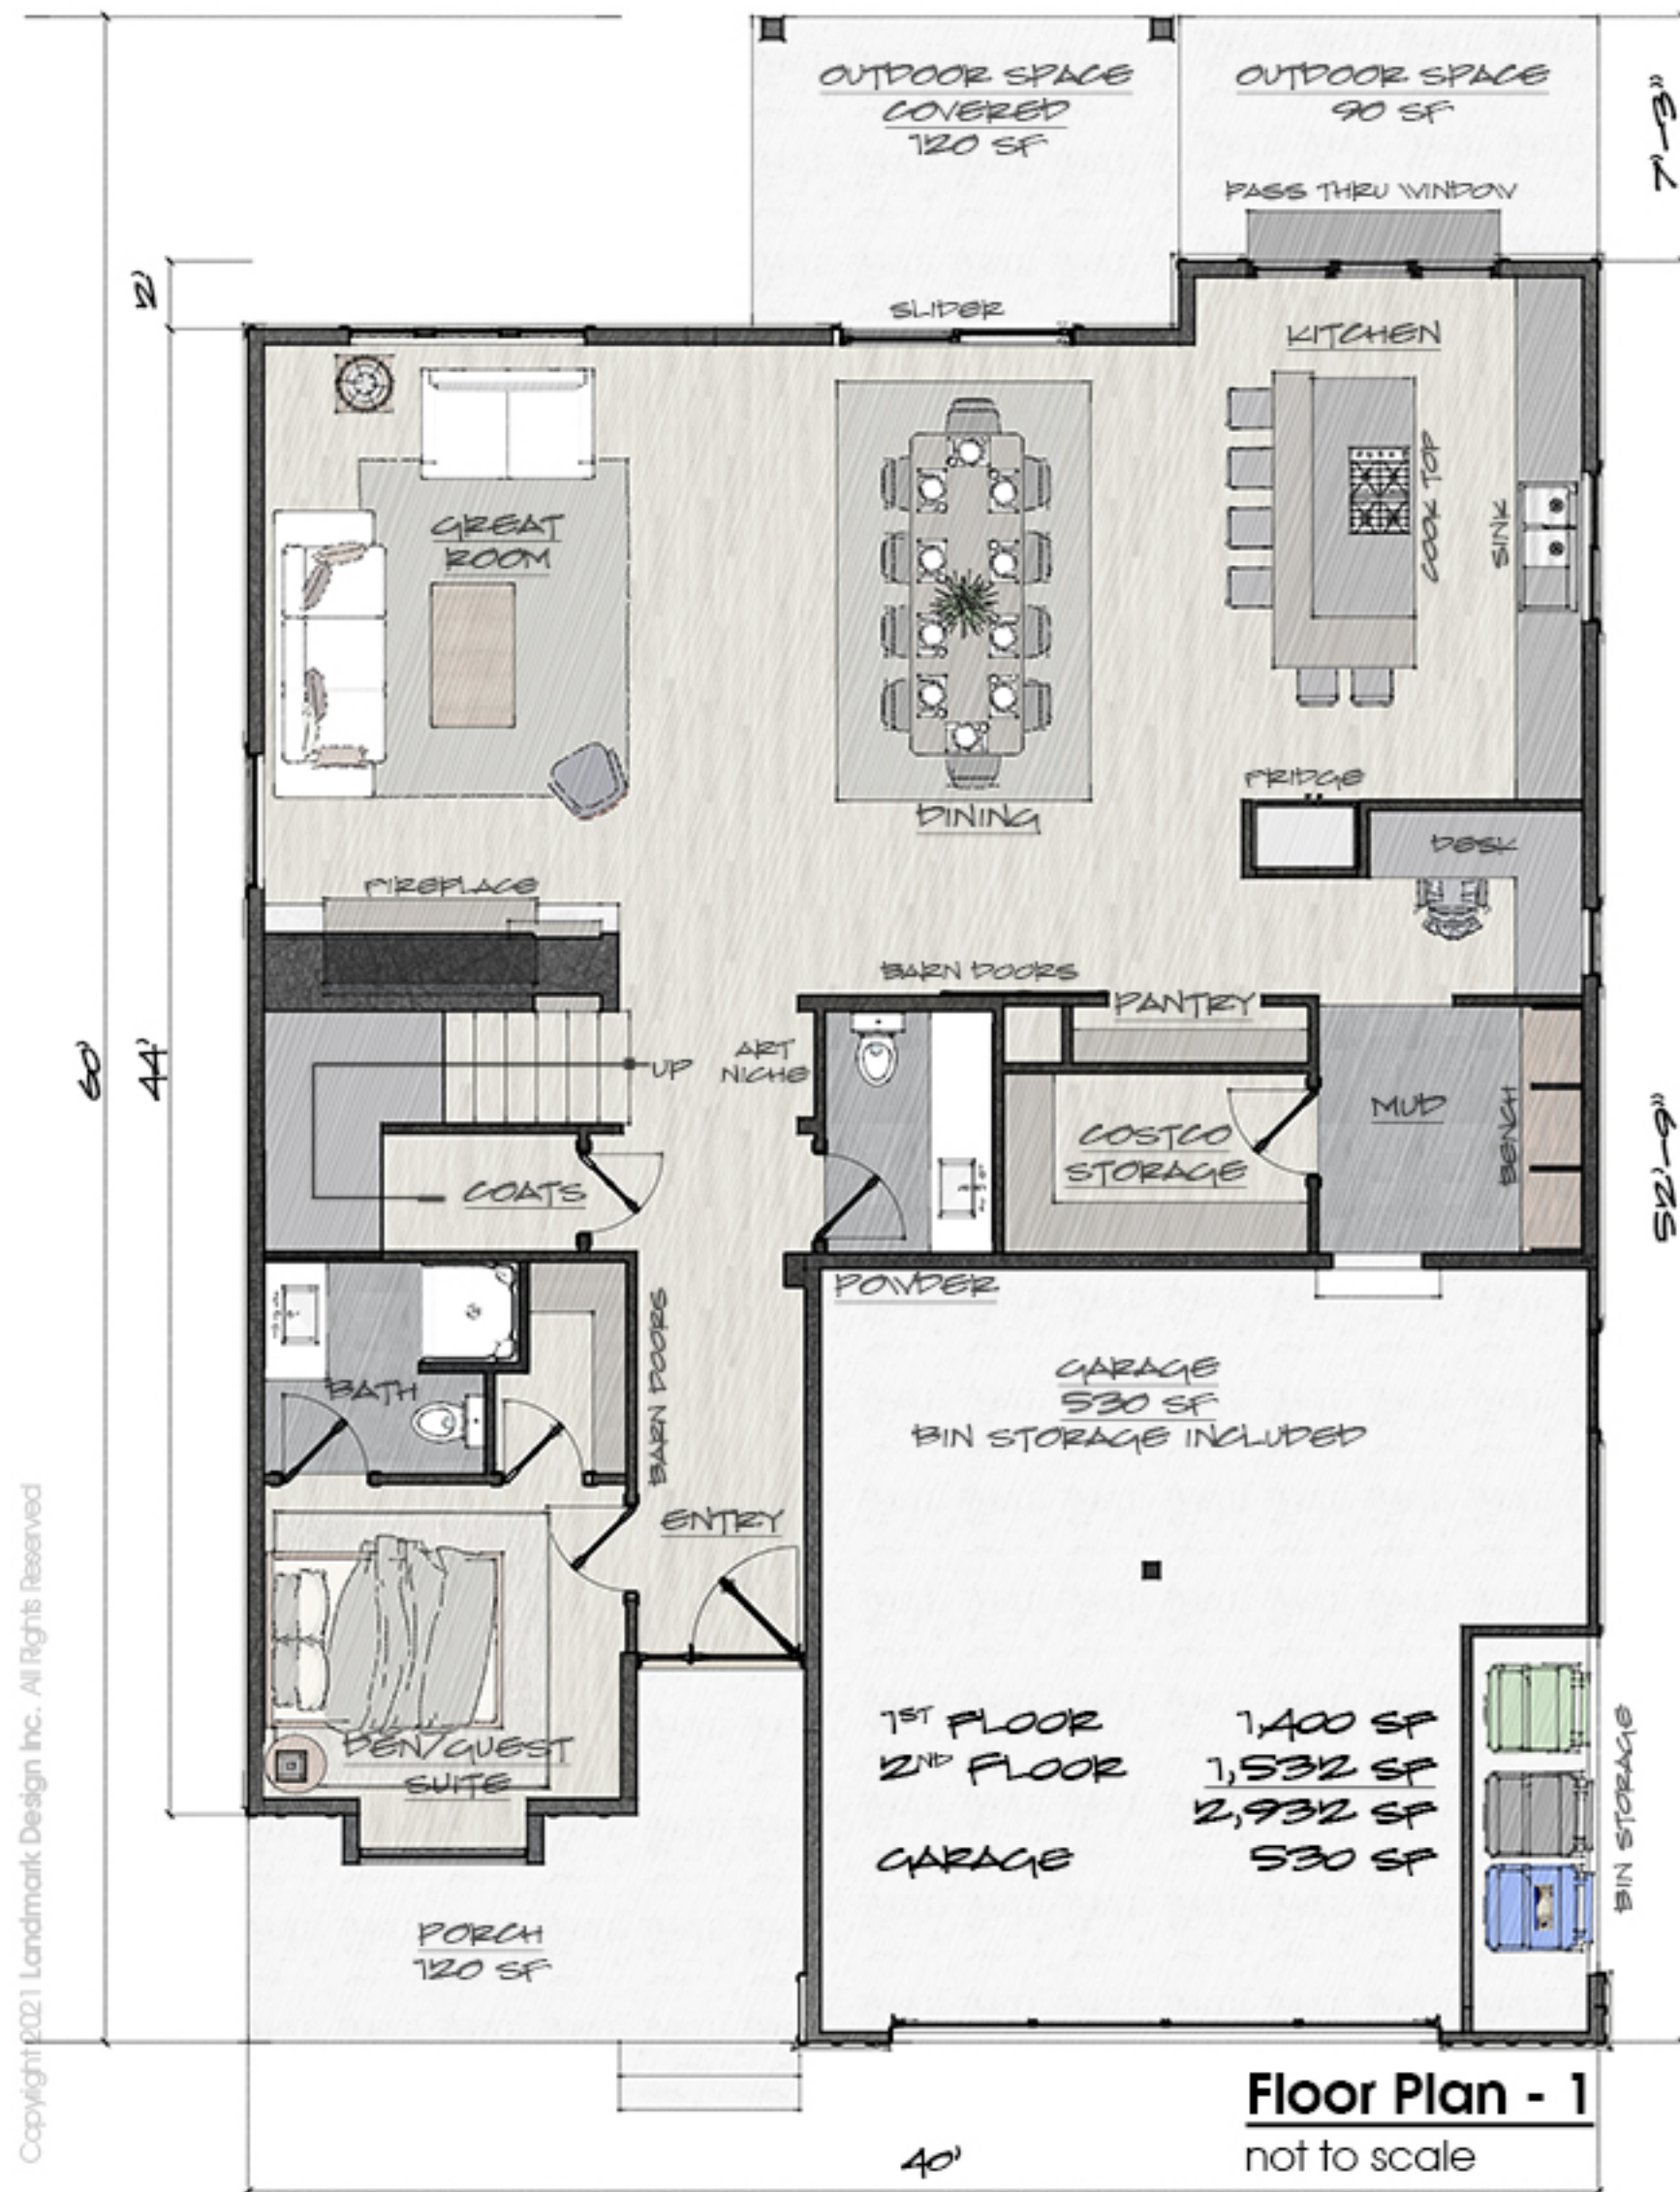 OUTDOOR SPACE
COVERED
120 SF
OUTDOOR SPACE
90 SF
7'-3"
PASS THRU WINDOW
2'
SLIDER
KITCHEN
GREAT
ROOM
COOK TOP
SINK
DINING
FRIDGE
DESK
FIREPLACE
BARN DOORS
PANTRY
60'
44'
UP
ART
NICHE
MUD
BENCH
52'-9"
COSTCO
STORAGE
COATS
POWDER
BARN DOORS
GARAGE
530 SF
BIN STORAGE INCLUDED
BATH
ENTRY
DEN/GUEST
SUITE
1ST FLOOR 1,400 SF
2ND FLOOR 1,532 SF
2,932 SF
GARAGE 530 SF
BIN STORAGE
PORCH
120 SF
Copyright 2021 Landmark Design Inc. All Rights Reserved
Floor Plan - 1
not to scale
40'